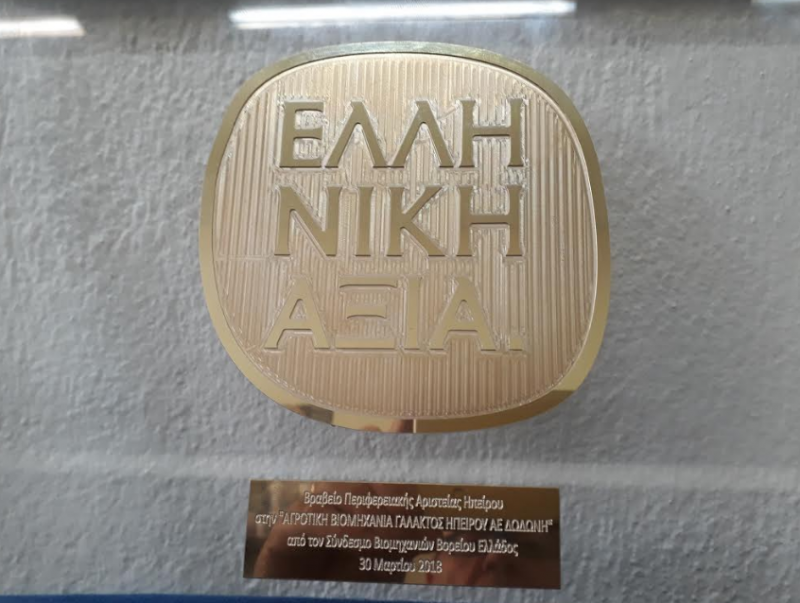 ΕΛΛΗ
ΝΙΚΗ
ΑΞΙΑ.
Βραβείο Περιφερειακής Αριστείας Ηπείρου
στην "ΑΓΡΟΤΙΚΗ ΒΙΟΜΗΧΑΝΙΑ ΓΑΛΑΚΤΟΣ ΗΠΕΙΡΟΥ ΑΕ ΔΩΔΩΝΗ"
από τον Σύνδεσμο Βιομηχανιών Βορείου Ελλάδος
30 Μαρτίου 2018